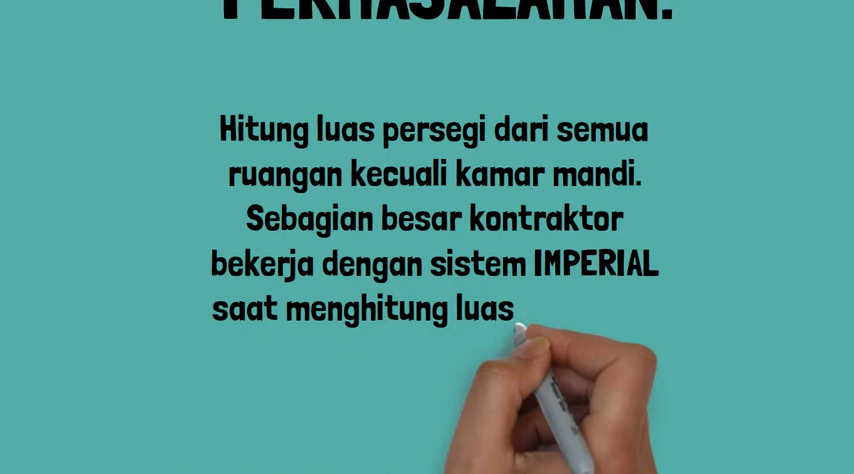 PERMASALAHAN.
Hitung luas persegi dari semua
ruangan kecuali kamar mandi.
Sebagian besar kontraktor
bekerja dengan sistem IMPERIAL
saat menghitung luas